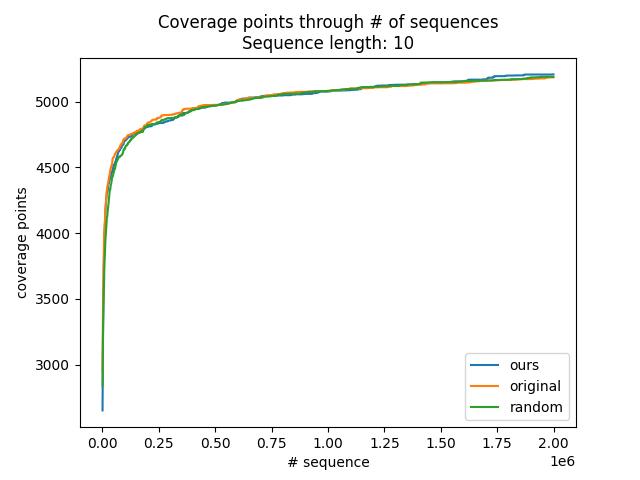 Coverage points through # of sequences
Sequence length: 10
coverage points
5000
4500
4000
3500
3000
ours
original
random
0.00 0.25 0.50 0.75 1.00 1.25 1.50 1.75 2.00
# sequence
1e6